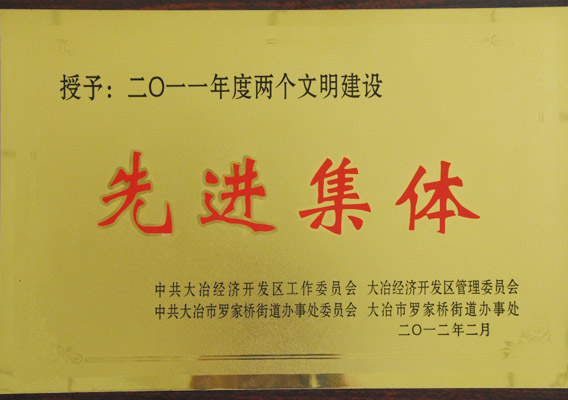 授予：二〇一一年度两个文明建设
先进集体
中共大冶经济开发区工作委员会 大冶经济开发区管理委员会
中共大冶市罗家桥街道办事处委员会 大冶市罗家桥街道办事处
二〇一二年二月